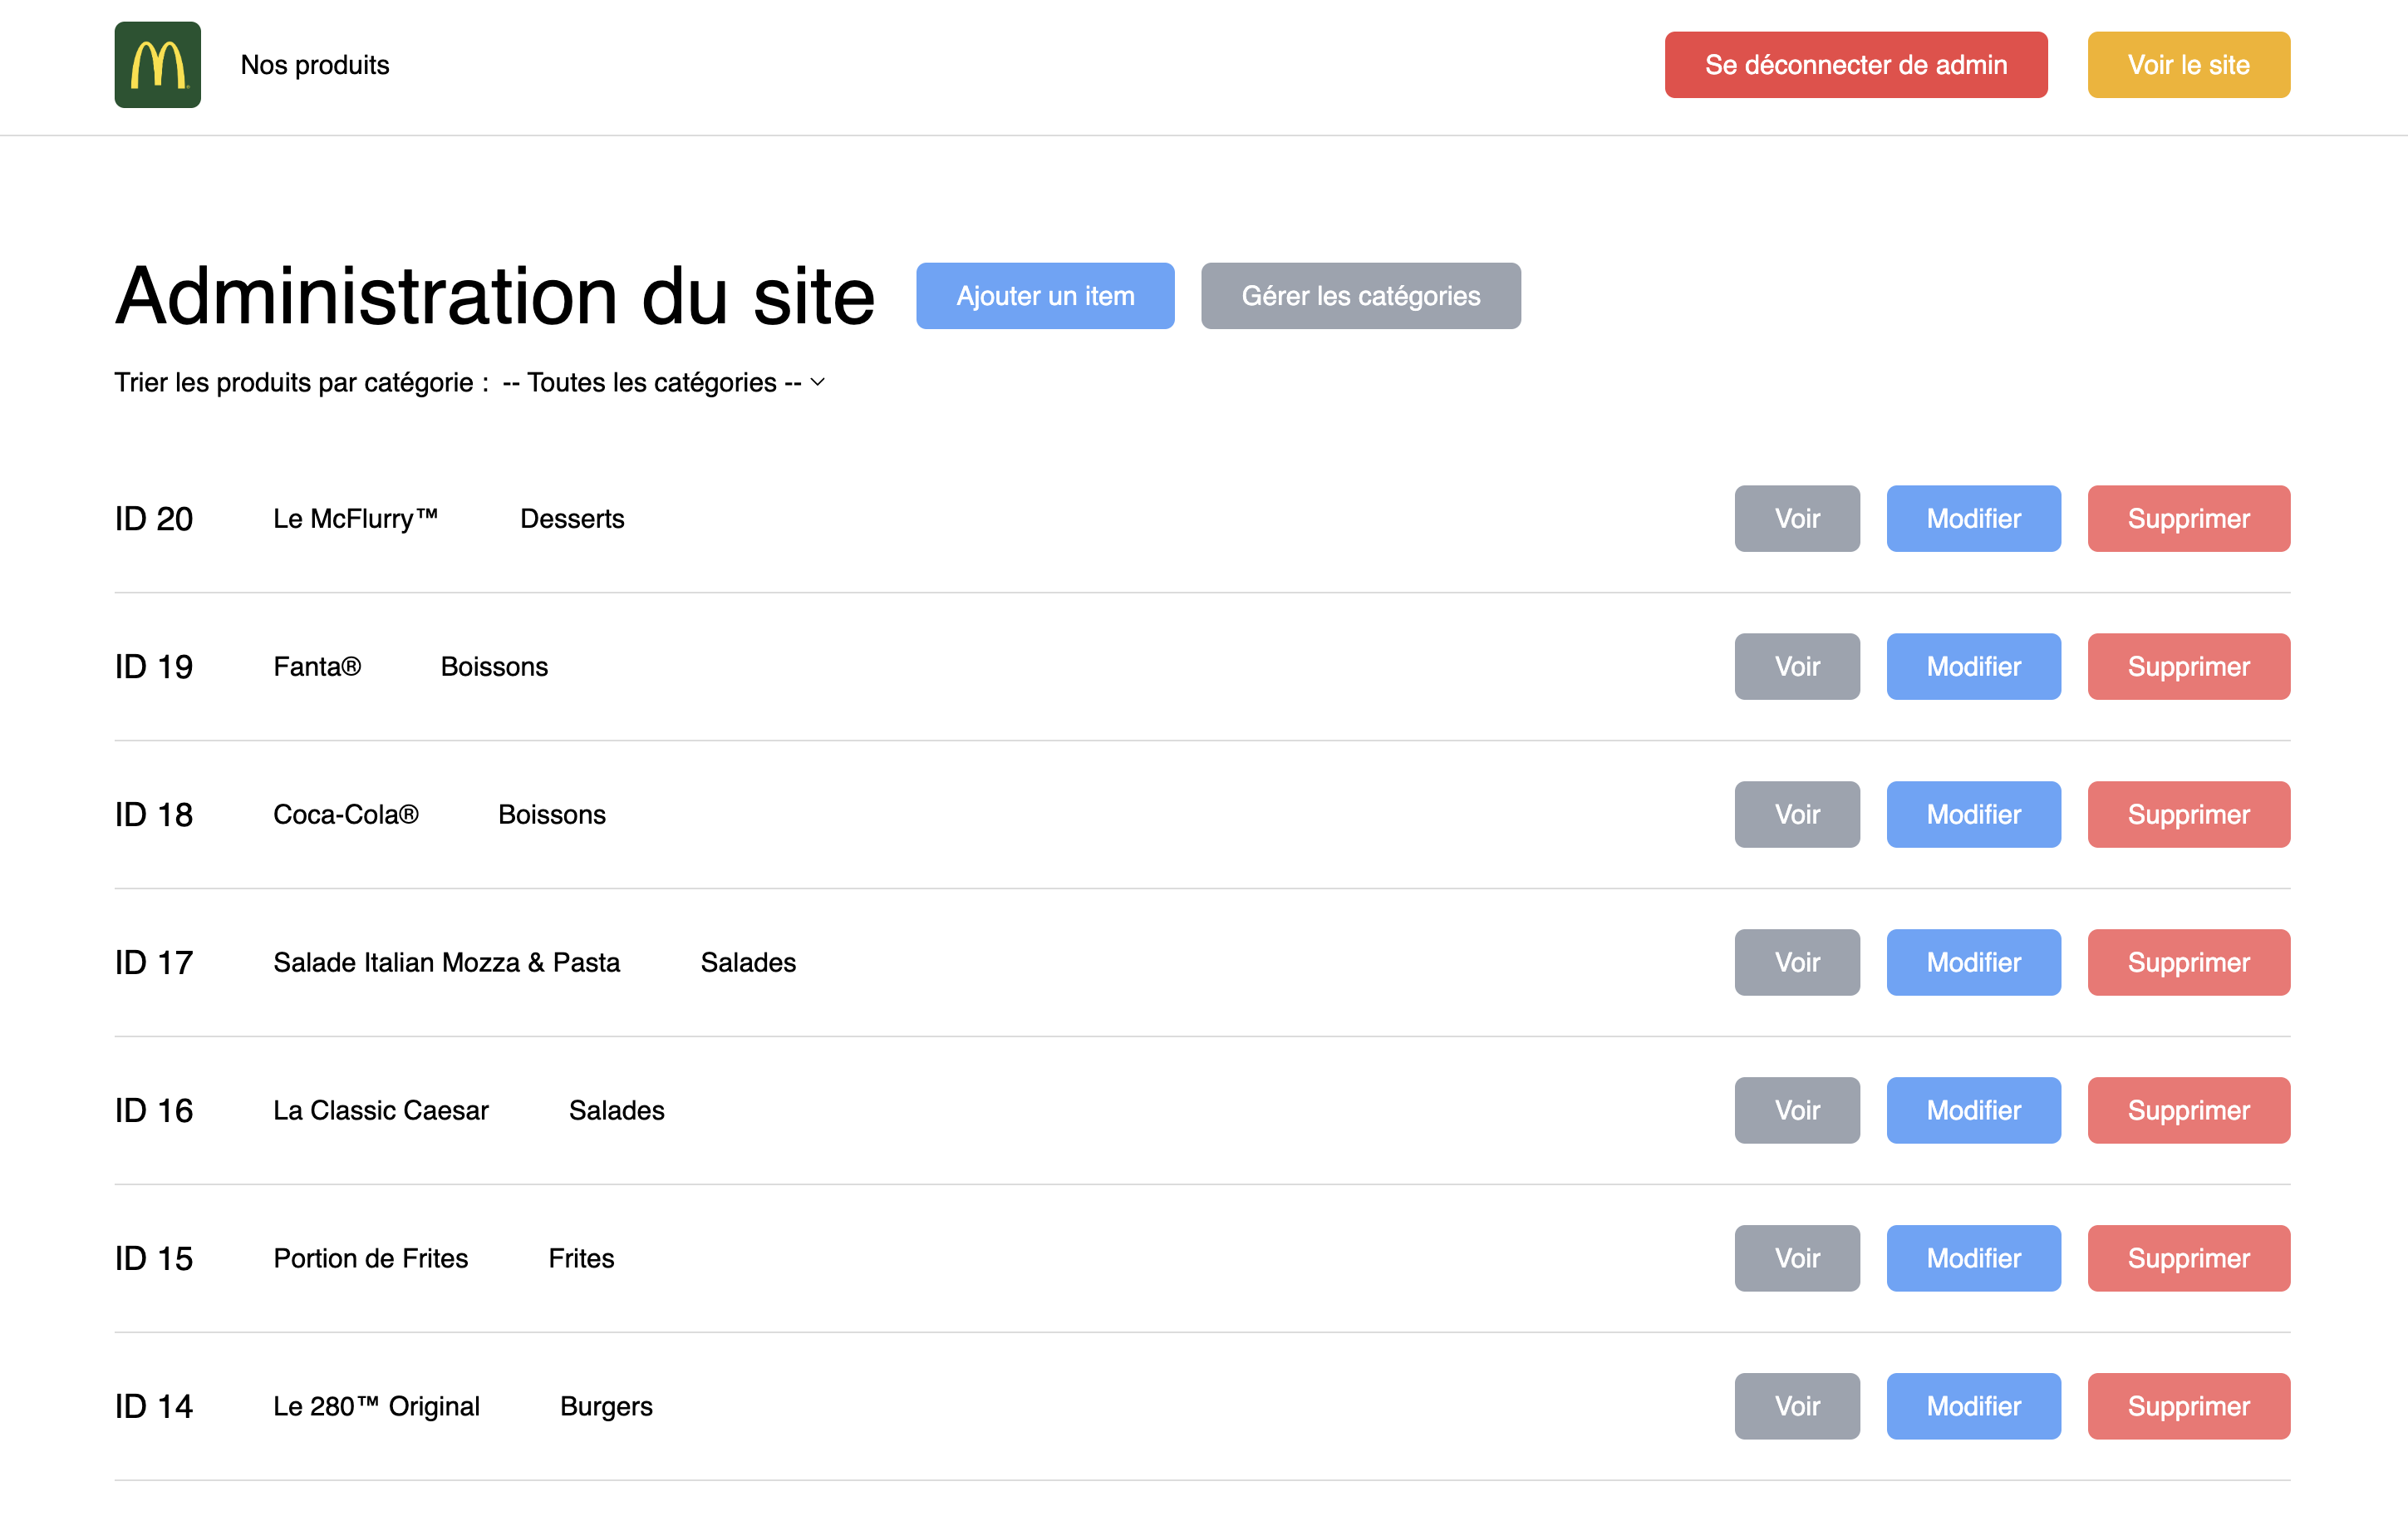 Nos produits Se déconnecter de admin Voir le site
Administration du site Ajouter un item Gérer les catégories
Trier les produits par catégorie : -- Toutes les catégories --
ID 20 Le McFlurry™ Desserts Voir Modifier Supprimer
ID 19 Fanta® Boissons Voir Modifier Supprimer
ID 18 Coca-Cola® Boissons Voir Modifier Supprimer
ID 17 Salade Italian Mozza & Pasta Salades Voir Modifier Supprimer
ID 16 La Classic Caesar Salades Voir Modifier Supprimer
ID 15 Portion de Frites Frites Voir Modifier Supprimer
ID 14 Le 280™ Original Burgers Voir Modifier Supprimer